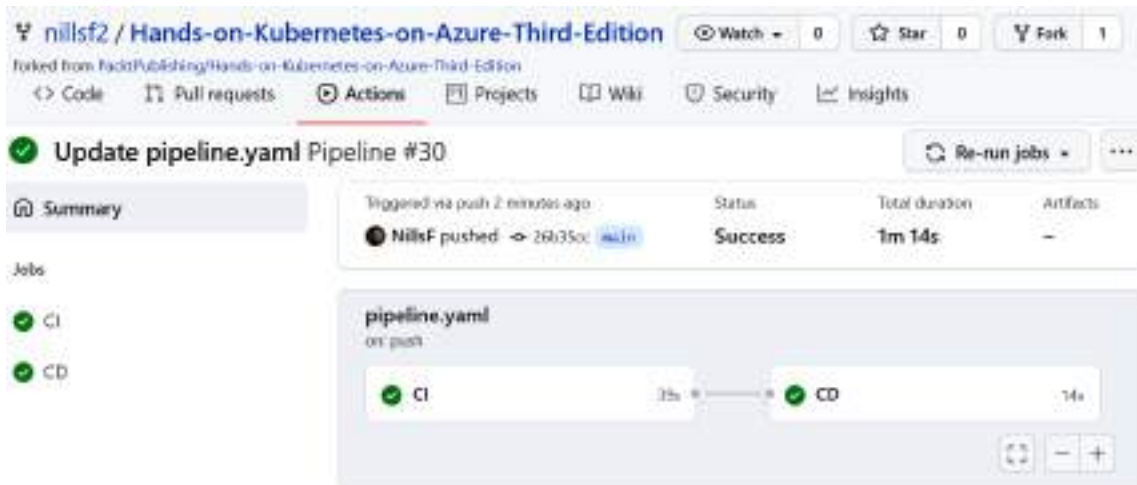 nillsf2 / Hands-on-Kubernetes-on-Azure-Third-Edition Watch 0 Star 0 Fork 1
forked from PacktPublishing/Hands-on-Kubernetes-on-Azure-Third-Edition
<> Code Pull requests Actions Projects Wiki Security Insights
Update pipeline.yaml Pipeline #30 Re-run jobs ...
Summary
Triggered via push 2 minutes ago Status Total duration Artifacts
NillsF pushed 26b35cc main Success 1m 14s –
Jobs
CI
CD
pipeline.yaml
on: push
CI 39s CD 14s
− +